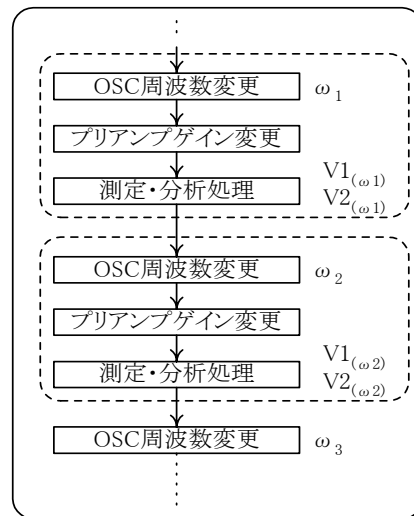 OSC周波数変更 ω1
プリアンプゲイン変更
測定・分析処理 V1(ω1)
V2(ω1)
OSC周波数変更 ω2
プリアンプゲイン変更
測定・分析処理 V1(ω2)
V2(ω2)
OSC周波数変更 ω3